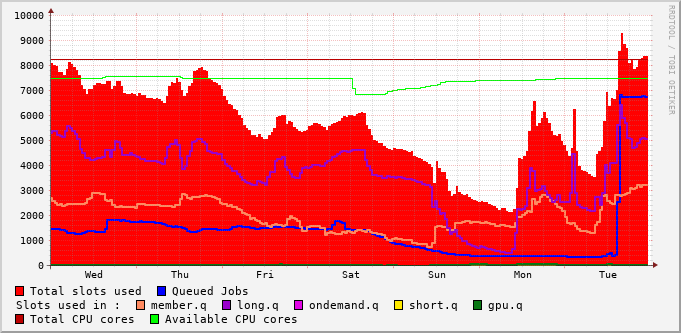 10000
9000
8000
7000
6000
5000
4000
3000
2000
1000
0
Wed Thu Fri Sat Sun Mon Tue
RRDTOOL / TOBI OETIKER
Total slots used Queued Jobs
Slots used in : member.q long.q ondemand.q short.q gpu.q
Total CPU cores Available CPU cores